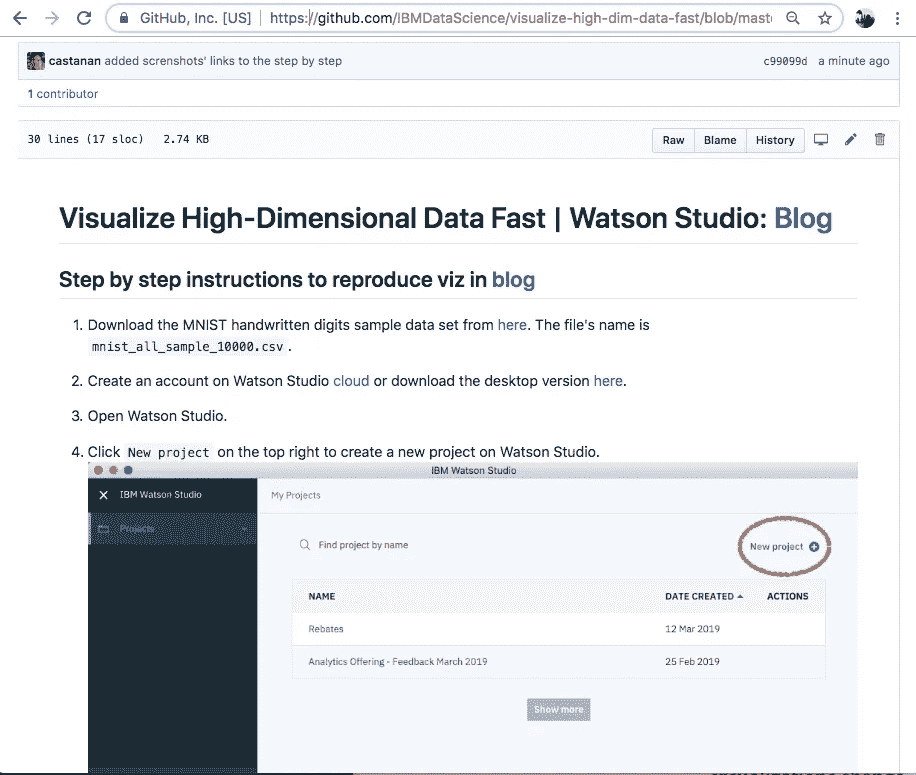 GitHub, Inc. [US] | https://github.com/IBMDataScience/visualize-high-dim-data-fast/blob/maste
castanan added screnshots' links to the step by step c99099d a minute ago
1 contributor
30 lines (17 sloc) 2.74 KB Raw Blame History
Visualize High-Dimensional Data Fast | Watson Studio: Blog
Step by step instructions to reproduce viz in blog
1. Download the MNIST handwritten digits sample data set from here. The file's name is
mnist_all_sample_10000.csv.
2. Create an account on Watson Studio cloud or download the desktop version here.
3. Open Watson Studio.
4. Click New project on the top right to create a new project on Watson Studio.
IBM Watson Studio
IBM Watson Studio My Projects
Projects
Find project by name New project
NAME DATE CREATED ACTIONS
Rebates 12 Mar 2019
Analytics Offering - Feedback March 2019 25 Feb 2019
Show more